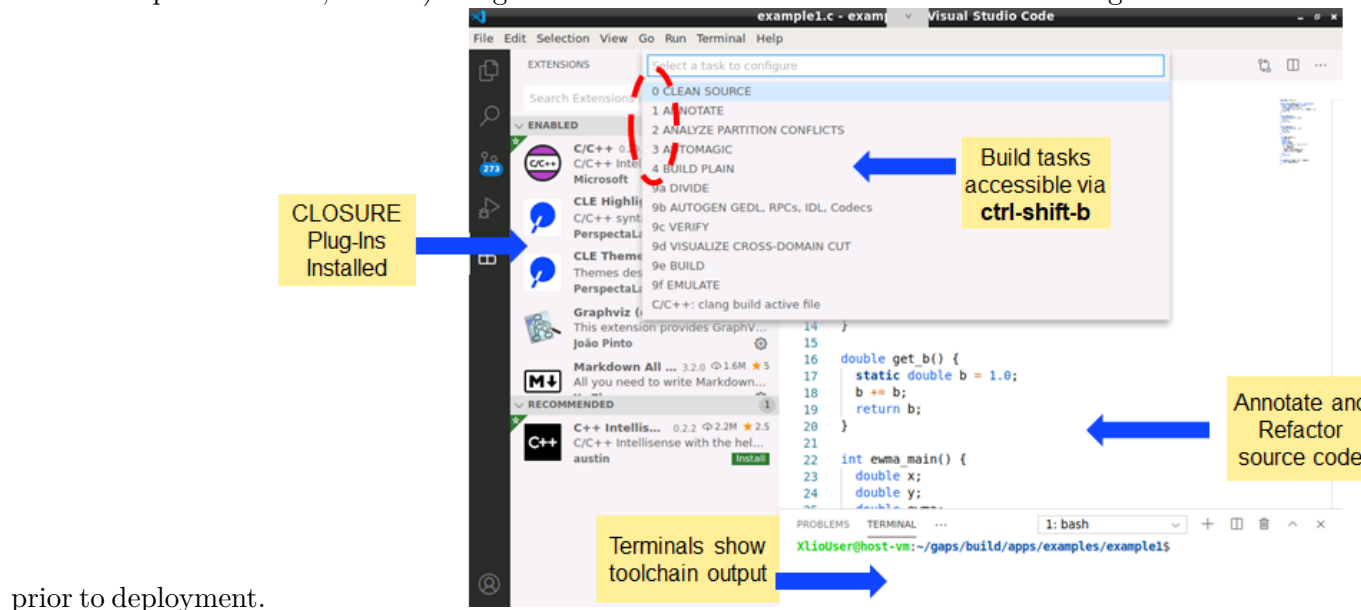 example1.c - exam Visual Studio Code
File Edit Selection View Go Run Terminal Help
EXTENSIONS
Select a task to configure
Search Extensions
0 CLEAN SOURCE
1 ANNOTATE
2 ANALYZE PARTITION CONFLICTS
3 AUTOMAGIC
4 BUILD PLAIN
9a DIVIDE
9b AUTOGEN GEDL, RPCs, IDL, Codecs
9c VERIFY
9d VISUALIZE CROSS-DOMAIN CUT
9e BUILD
9f EMULATE
C/C++: clang build active file
ENABLED
273
C/C++
C/C++
C/C++ Intel
Microsoft
CLE Highlig
C/C++ synt
PerspectaLa
CLE Theme
Themes des
PerspectaLa
Graphviz (
This extension provides GraphV...
João Pinto
M
Markdown All ... 3.2.0 1.6M 5
All you need to write Markdown...
RECOMMENDED 1
C++
C++ Intellis... 0.2.2 2.2M 2.5
C/C++ Intellisense with the hel...
austin Install
14 }
15
16 double get_b() {
17 static double b = 1.0;
18 b += b;
19 return b;
20 }
21
22 int ewma_main() {
23 double x;
24 double y;
PROBLEMS TERMINAL ... 1: bash
XlioUser@host-vm:~/gaps/build/apps/examples/example1$
CLOSURE
Plug-Ins
Installed
Build tasks
accessible via
ctrl-shift-b
Annotate and
Refactor
source code
Terminals show
toolchain output
prior to deployment.